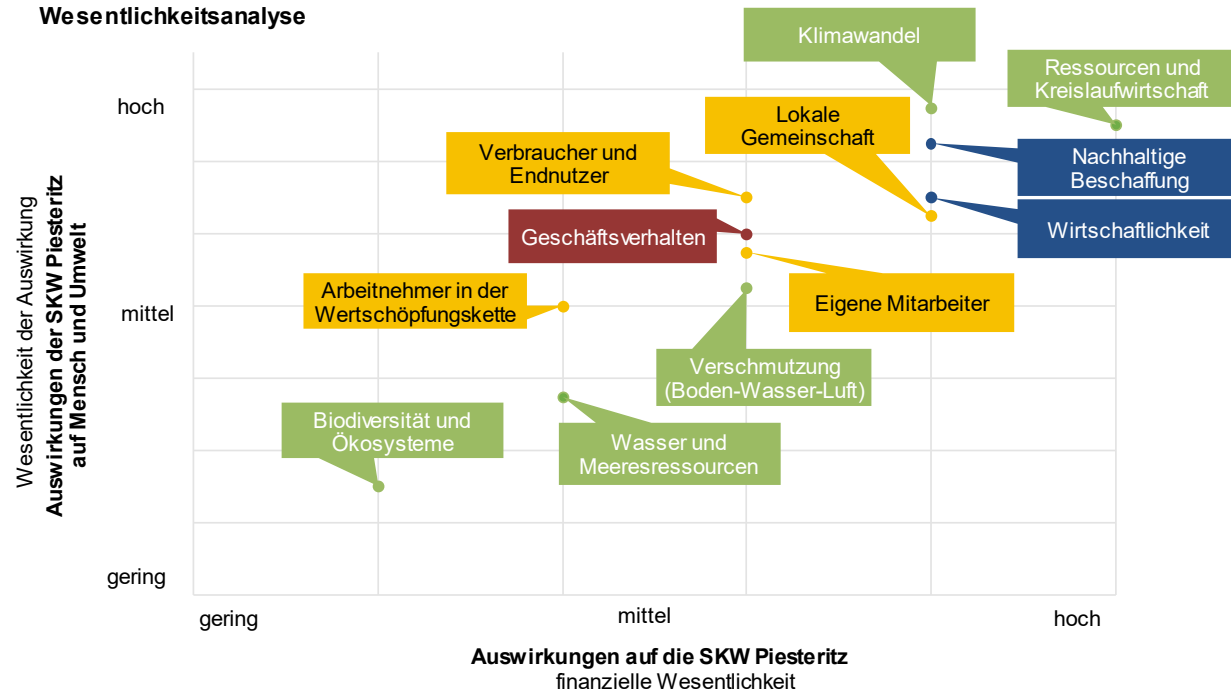 Wesentlichkeitsanalyse
Klimawandel
Ressourcen und
Kreislaufwirtschaft
hoch
Lokale
Gemeinschaft
Verbraucher und
Endnutzer
Nachhaltige
Beschaffung
Geschäftsverhalten
Wirtschaftlichkeit
Wesentlichkeit der Auswirkung
Auswirkungen der SKW Piesteritz
auf Mensch und Umwelt
Arbeitnehmer in der
Wertschöpfungskette
Eigene Mitarbeiter
mittel
Verschmutzung
(Boden-Wasser-Luft)
Biodiversität und
Ökosysteme
Wasser und
Meeresressourcen
gering
gering
mittel
hoch
Auswirkungen auf die SKW Piesteritz
finanzielle Wesentlichkeit